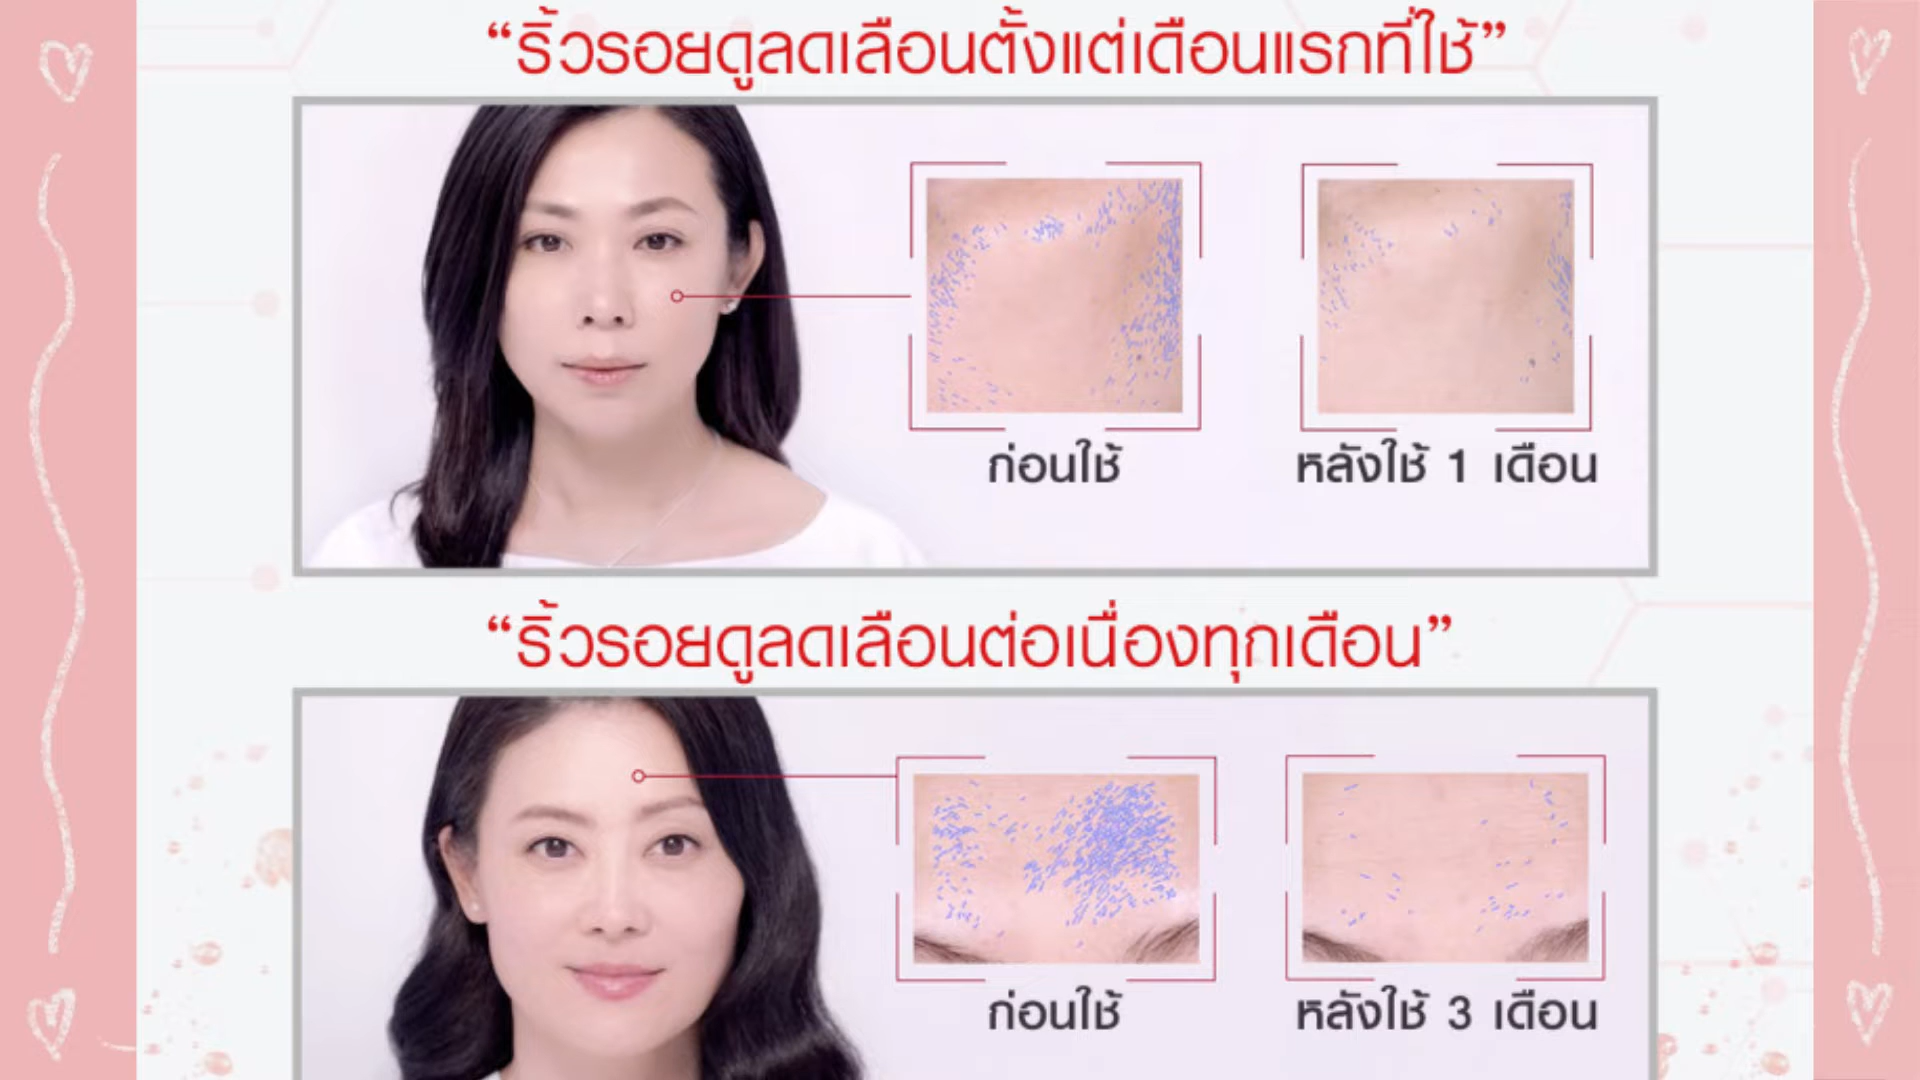 “ริ้วรอยดูลดเลือนตั้งแต่เดือนแรกที่ใช้”
ก่อนใช้
หลังใช้ 1 เดือน
“ริ้วรอยดูลดเลือนต่อเนื่องทุกเดือน”
ก่อนใช้
หลังใช้ 3 เดือน